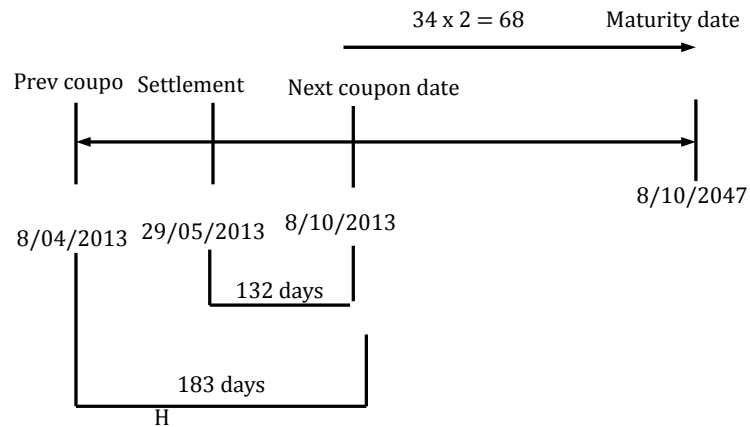 34 x 2 = 68
Maturity date
Prev coupo
Settlement
Next coupon date
8/10/2047
8/04/2013
29/05/2013
8/10/2013
132 days
183 days
H